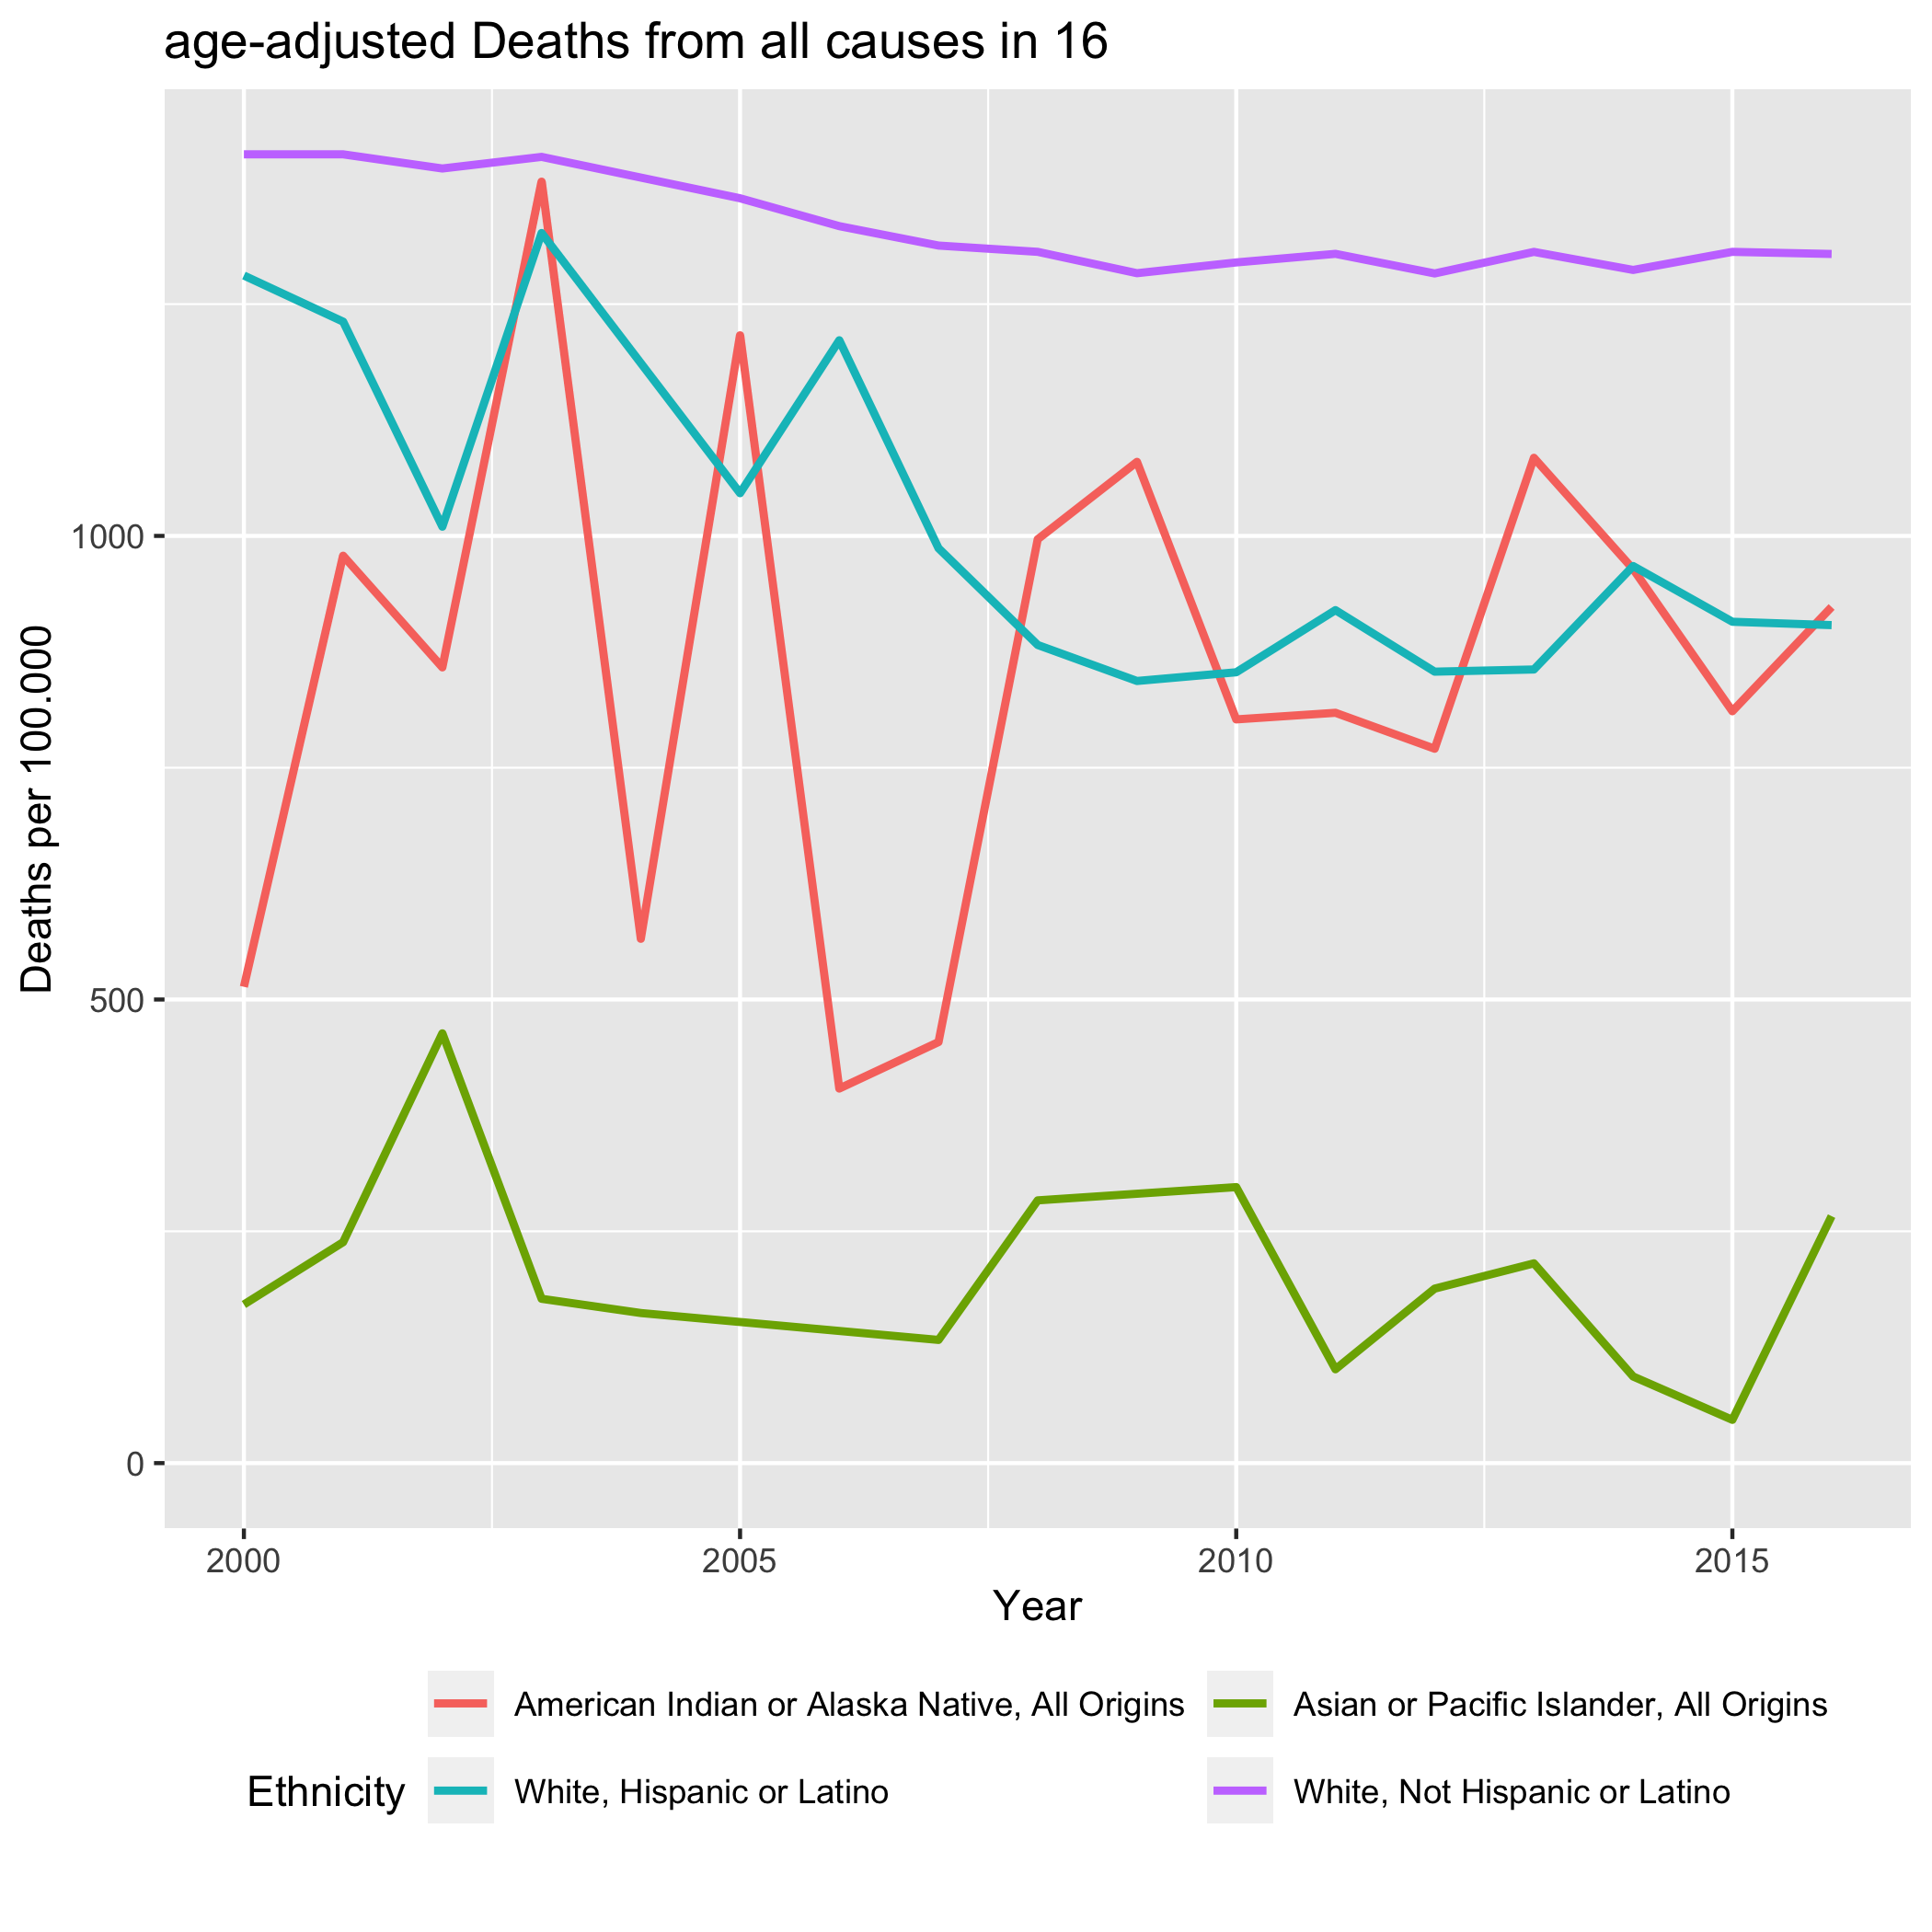 age-adjusted Deaths from all causes in 16
Deaths per 100.000
1000
500
0
2000
2005
2010
2015
Year
Ethnicity
American Indian or Alaska Native, All Origins
Asian or Pacific Islander, All Origins
White, Hispanic or Latino
White, Not Hispanic or Latino